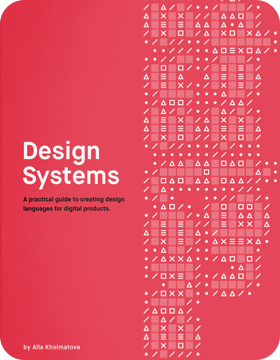 Design
Systems
A practical guide to creating design
languages for digital products.
by Alla Kholmatova